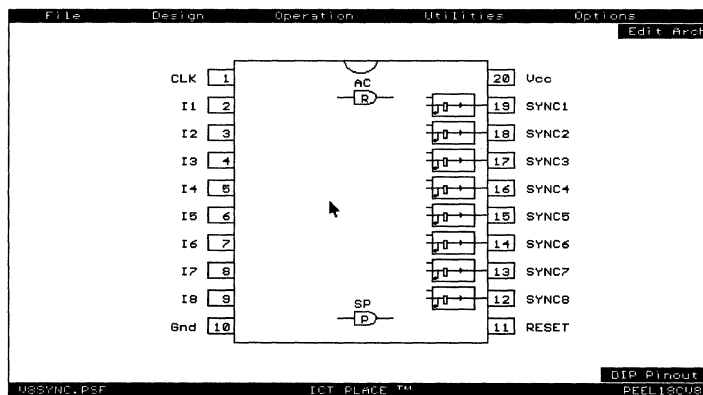 File Design Operation Utilities Options
Edit Arch
CLK 1 AC 20 Vcc
R
I1 2 19 SYNC1
I2 3 18 SYNC2
I3 4 17 SYNC3
I4 5 16 SYNC4
I5 6 15 SYNC5
I6 7 14 SYNC6
I7 8 13 SYNC7
I8 9 SP 12 SYNC8
P
Gnd 10 11 RESET
DIP Pinout
V8SYNC.PSF ICT PLACE ™ PEEL18CV8